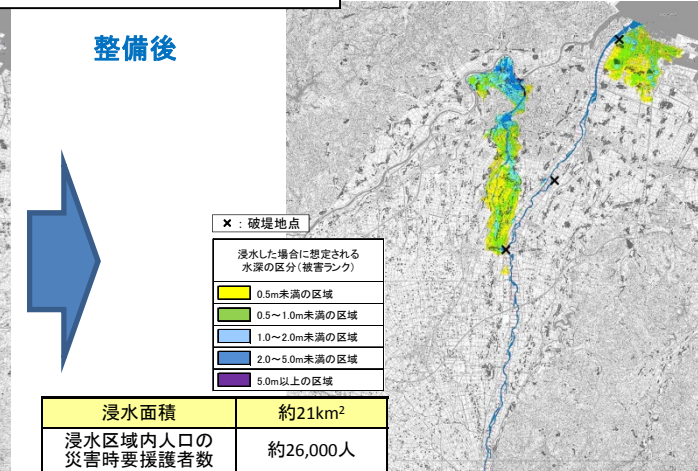 整備後
× : 破堤地点
浸水した場合に想定される
水深の区分(被害ランク)
0.5m未満の区域
0.5～1.0m未満の区域
1.0～2.0m未満の区域
2.0～5.0m未満の区域
5.0m以上の区域
浸水面積 約21km²
浸水区域内人口の
災害時要援護者数 約26,000人